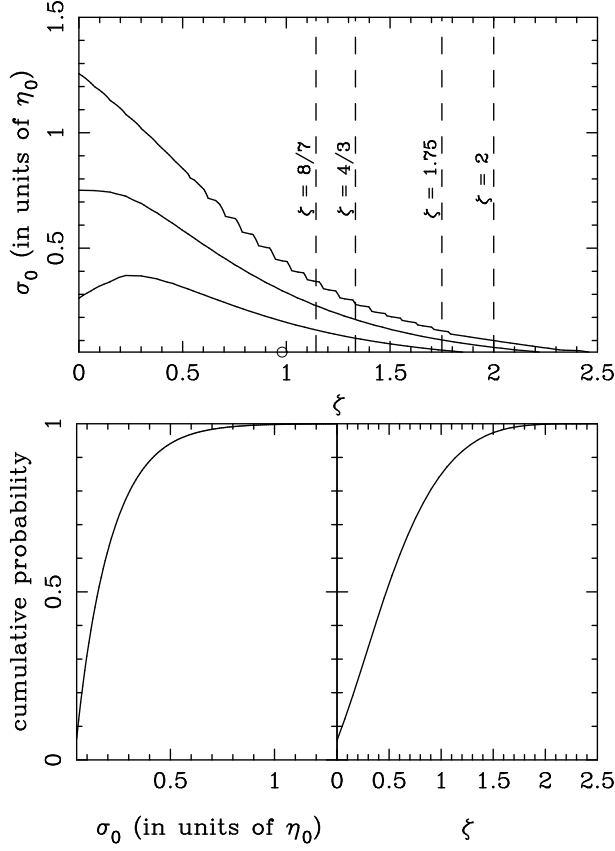 1.5
1
0.5
σ₀ (in units of η₀)
ζ = 8/7
ζ = 4/3
ζ = 1.75
ζ = 2
0 0.5 1 1.5 2 2.5
ζ
1
0.5
0
cumulative probability
0.5 1
0 0.5 1 1.5 2 2.5
σ₀ (in units of η₀)
ζ